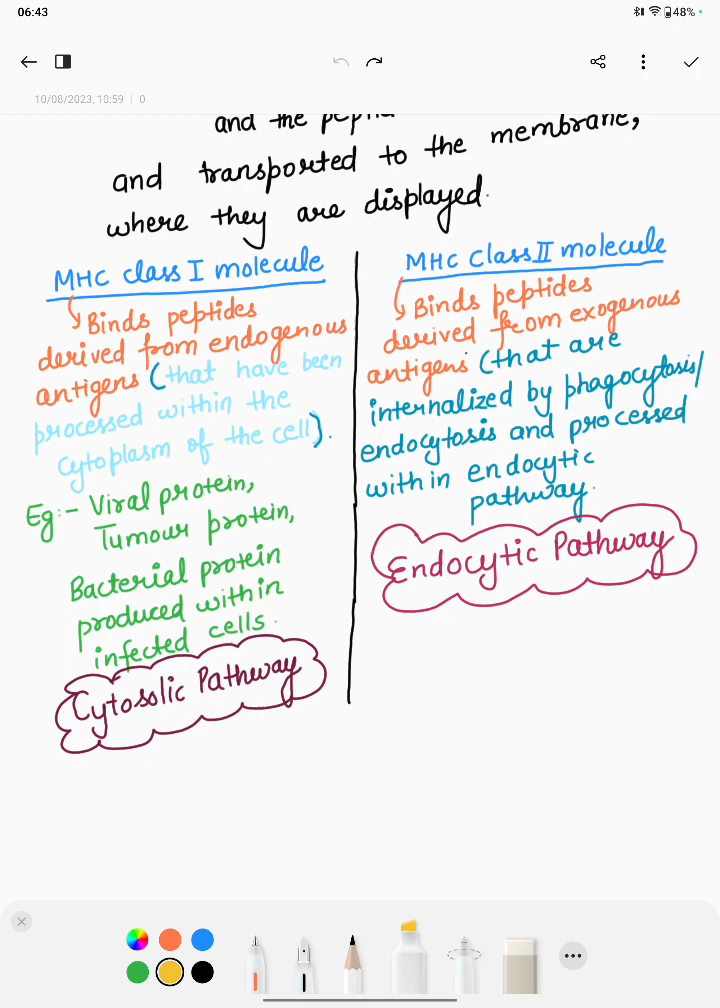 06:43
48%
10/08/2023, 10:59 | 0
and the
and transported to the membrane,
where they are displayed.
MHC class I molecule
Binds peptides
derived from endogenous
antigens (that have been
processed within the
cytoplasm of the cell).
Eg:- Viral protein,
Tumour protein,
Bacterial protein
produced within
infected cells.
Cytosolic Pathway
MHC Class II molecule
Binds peptides
derived from exogenous
antigens (that are
internalized by phagocytosis/
endocytosis and processed
within endocytic
pathway.
Endocytic Pathway